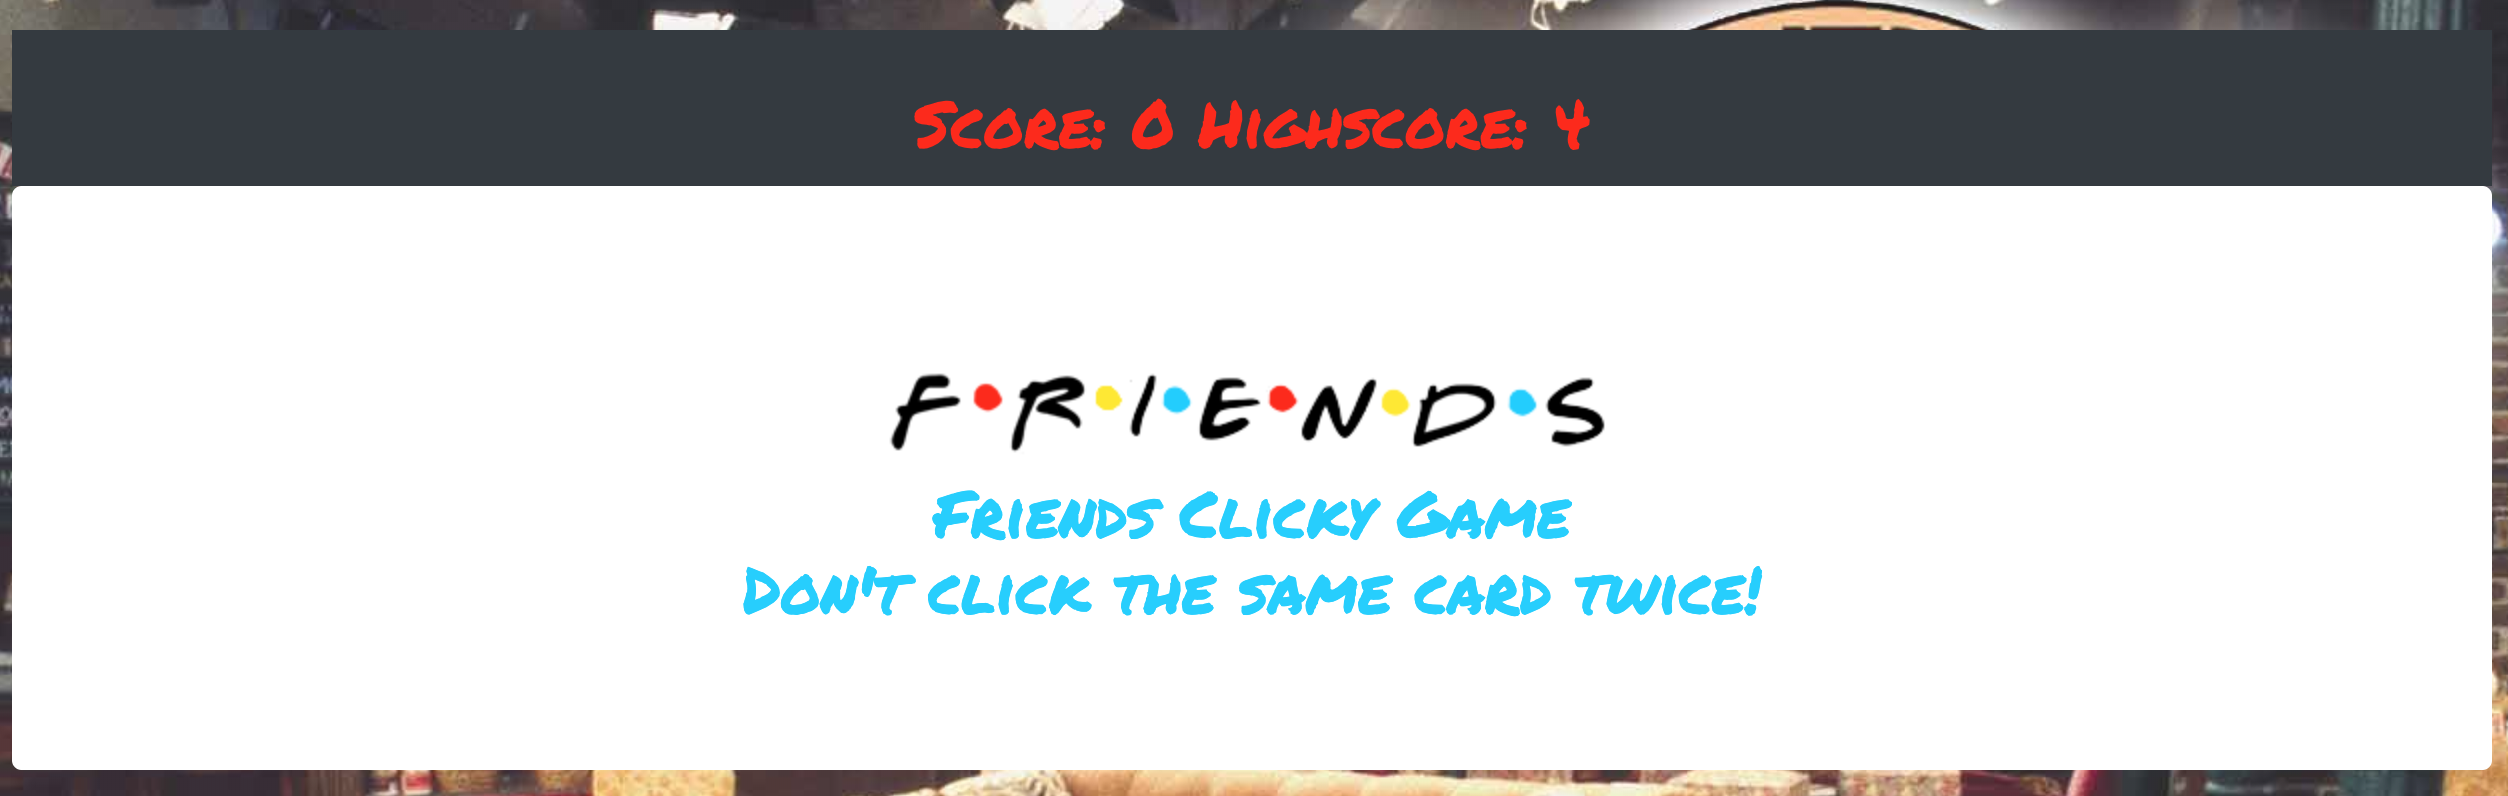 Score: 0 Highscore: 4
F•R•I•E•N•D•S
Friends Clicky Game
Don't click the same card twice!